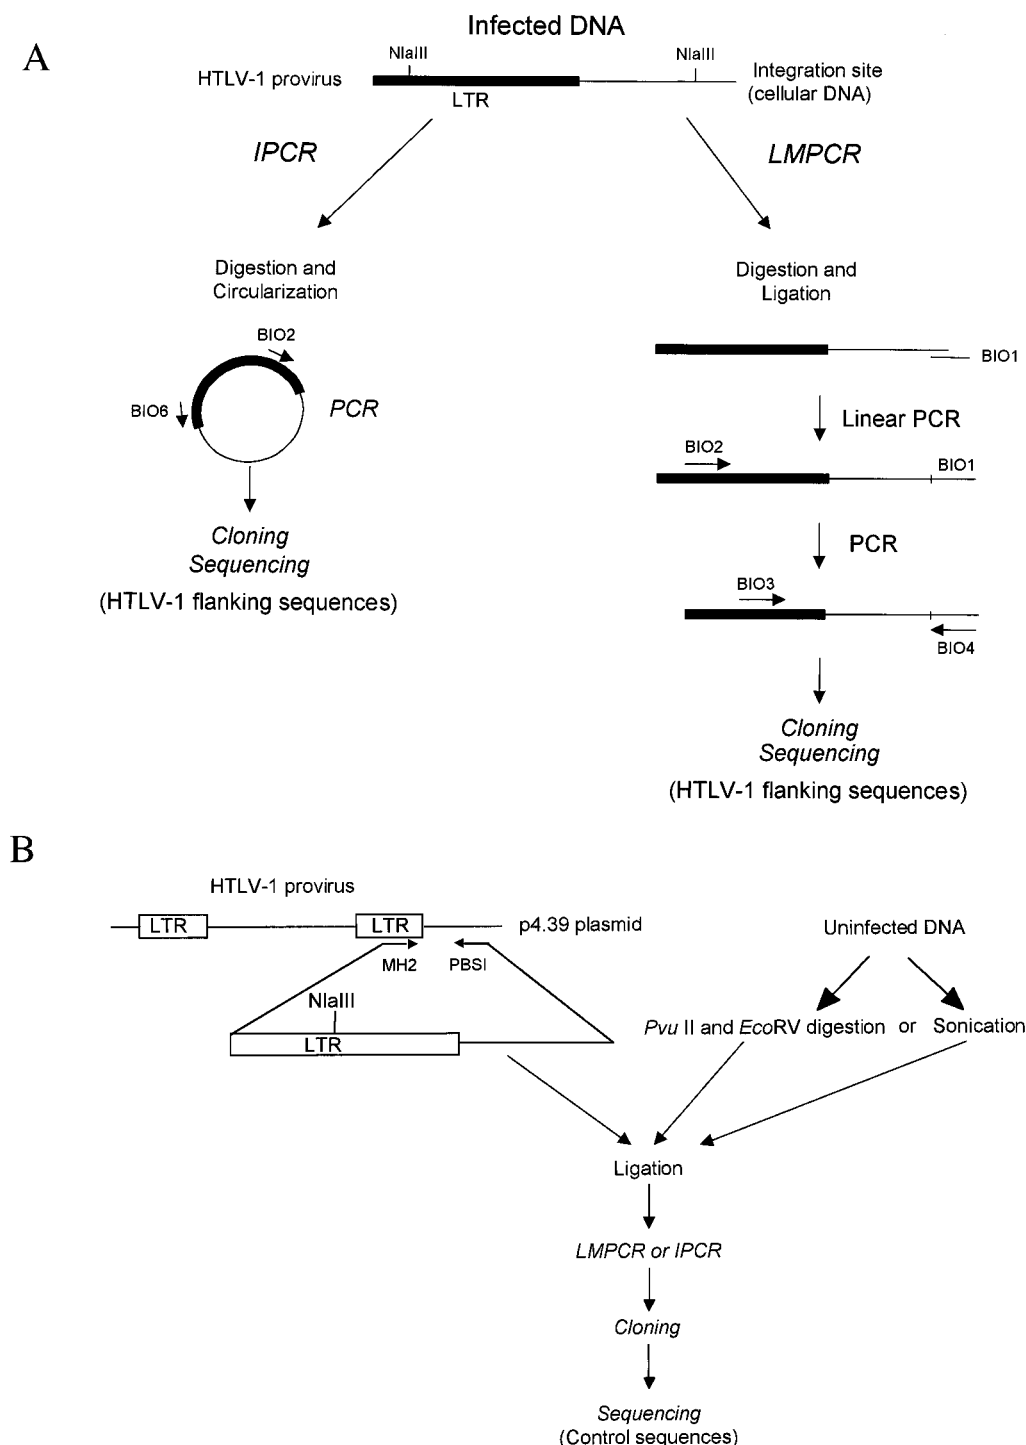 A
Infected DNA
NlaIII
NlaIII
HTLV-1 provirus
LTR
Integration site
(cellular DNA)
IPCR
LMPCR
Digestion and
Circularization
BIO2
BIO6
PCR
Cloning
Sequencing
(HTLV-1 flanking sequences)
Digestion and
Ligation
BIO1
Linear PCR
BIO2
BIO1
PCR
BIO3
BIO4
Cloning
Sequencing
(HTLV-1 flanking sequences)
B
HTLV-1 provirus
LTR
LTR
p4.39 plasmid
MH2
PBSI
NlaIII
LTR
Uninfected DNA
Pvu II and EcoRV digestion or Sonication
Ligation
LMPCR or IPCR
Cloning
Sequencing
(Control sequences)